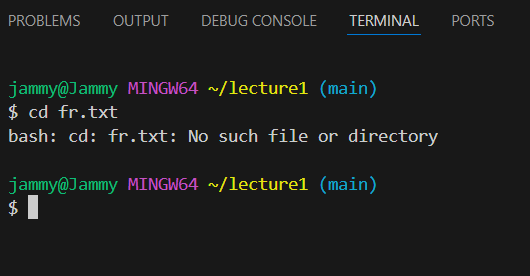 PROBLEMS OUTPUT DEBUG CONSOLE TERMINAL PORTS
jammy@Jammy MINGW64 ~/lecture1 (main)
$ cd fr.txt
bash: cd: fr.txt: No such file or directory
jammy@Jammy MINGW64 ~/lecture1 (main)
$